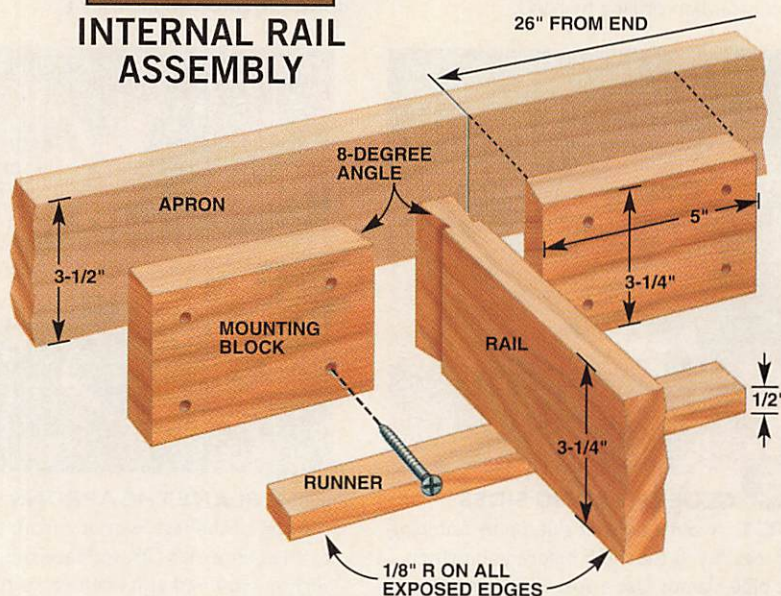 INTERNAL RAIL
ASSEMBLY
26" FROM END
8-DEGREE
ANGLE
APRON
5"
3-1/2"
3-1/4"
MOUNTING
BLOCK
RAIL
1/2"
3-1/4"
RUNNER
1/8" R ON ALL
EXPOSED EDGES